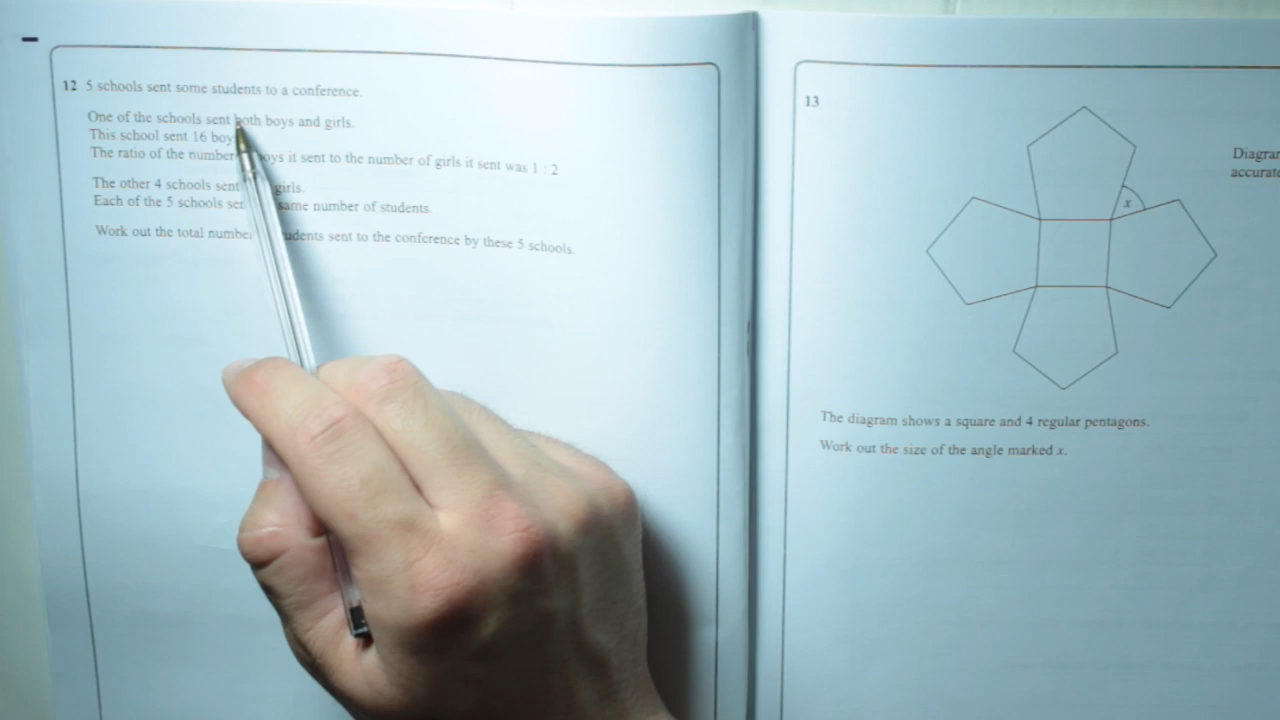 12 5 schools sent some students to a conference.
One of the schools sent both boys and girls.
This school sent 16 boy
The ratio of the number oys it sent to the number of girls it sent was 1 : 2
The other 4 schools sent girls.
Each of the 5 schools same number of students.
Work out the total udents sent to the conference by these 5 schools.
13
x
Diagra
accurate
The diagram shows a square and 4 regular pentagons.
Work out the size of the angle marked x.